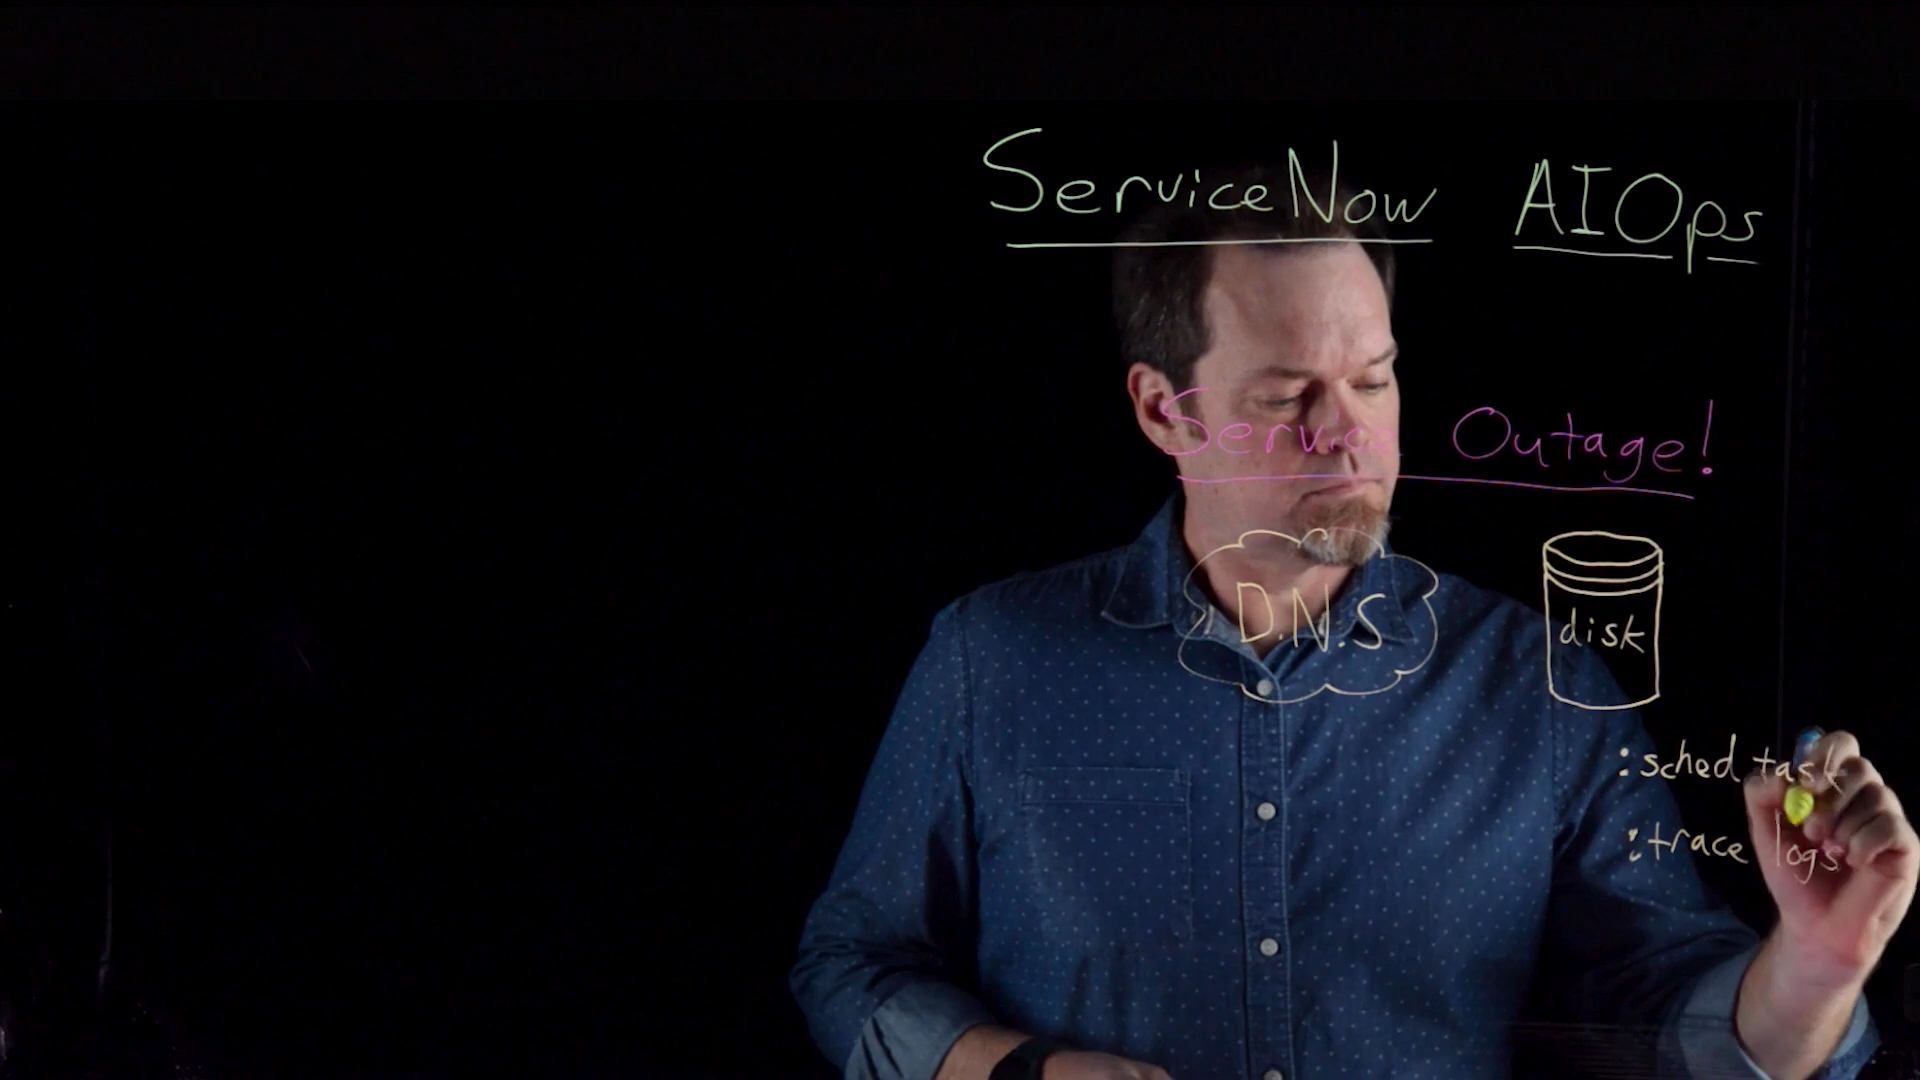 ServiceNow AIOps
Service Outage!
D.N.S
disk
:sched task
:trace logs